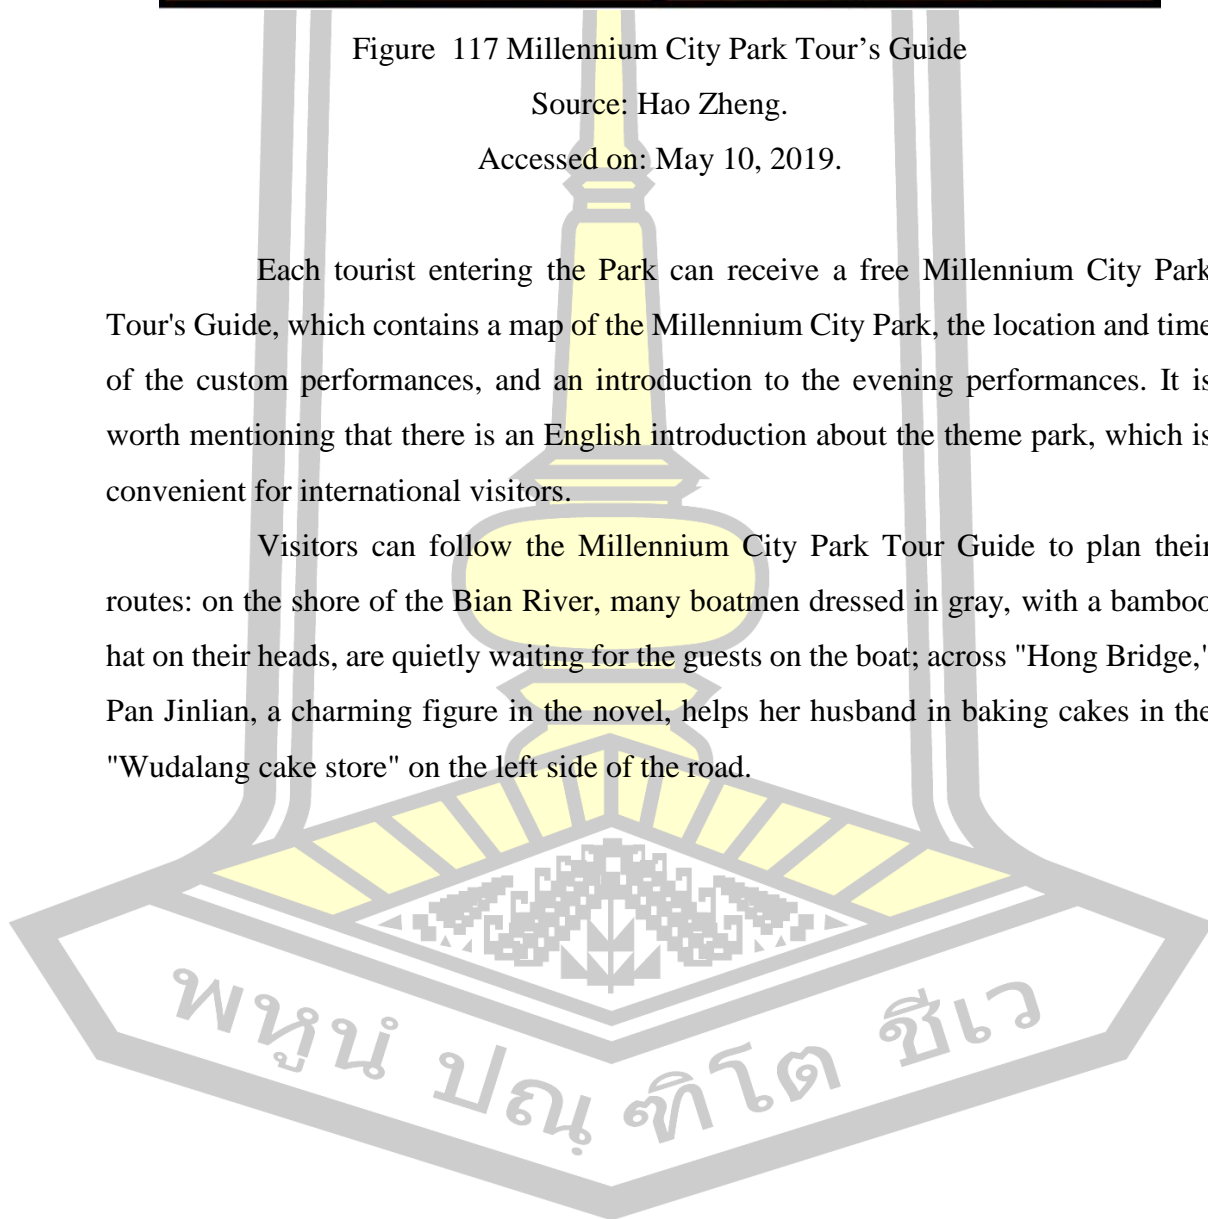 Figure 117 Millennium City Park Tour’s Guide
Source: Hao Zheng.
Accessed on: May 10, 2019.
Each tourist entering the Park can receive a free Millennium City Park
Tour's Guide, which contains a map of the Millennium City Park, the location and time
of the custom performances, and an introduction to the evening performances. It is
worth mentioning that there is an English introduction about the theme park, which is
convenient for international visitors.
Visitors can follow the Millennium City Park Tour Guide to plan their
routes: on the shore of the Bian River, many boatmen dressed in gray, with a bamboo
hat on their heads, are quietly waiting for the guests on the boat; across "Hong Bridge,"
Pan Jinlian, a charming figure in the novel, helps her husband in baking cakes in the
"Wudalang cake store" on the left side of the road.
พหูนํ ปณฺฑิโต ชีเว